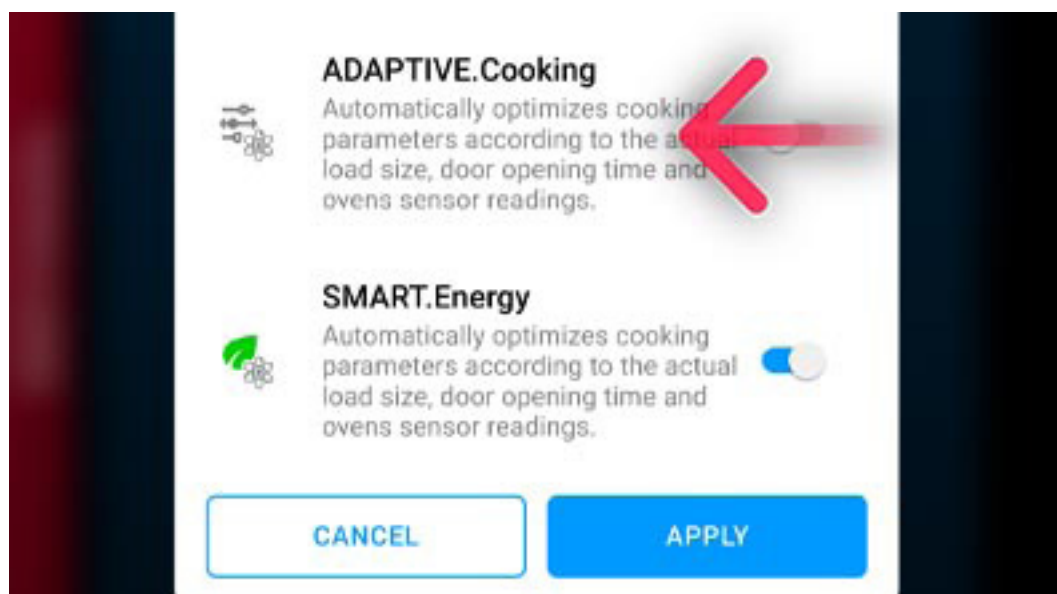 ADAPTIVE.Cooking
Automatically optimizes cooking
parameters according to the actual
load size, door opening time and
ovens sensor readings.
SMART.Energy
Automatically optimizes cooking
parameters according to the actual
load size, door opening time and
ovens sensor readings.
CANCEL
APPLY